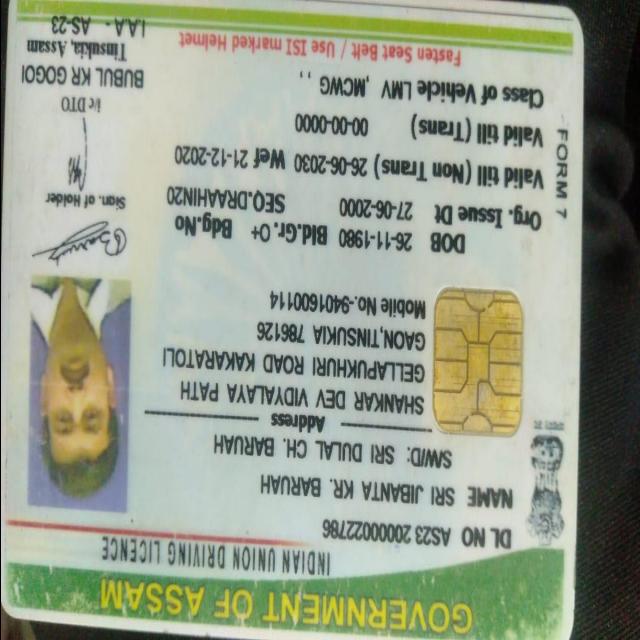 GOVERNMENT OF ASSAM
INDIAN UNION DRIVING LICENCE
DL NO AS23 20000022786
NAME SRI JIBANTA KR. BARUAH
S/W/D: SRI DULAL CH. BARUAH
Address
SHANKAR DEV VIDYALAYA PATH
GELLAPUKHURI ROAD KAKARATOLI
GAON,TINSUKIA 786126
Mobile No.-9401600114
DOB 26-11-1980 Bld.Gr. O+ Bdg.No
Org. Issue Dt 27-06-2000 SEQ.DRAAHIN20
Valid till (Non Trans) 26-06-2030 Wef 21-12-2020
Valid till (Trans) 00-00-0000
Class of Vehicle LMV ,MCWG , ,
FORM 7
Sign. of Holder
i/c DTO
BUBUL KR GOGOI
Tinsukia, Assam
IAA - AS-23
Fasten Seat Belt / Use ISI marked Helmet